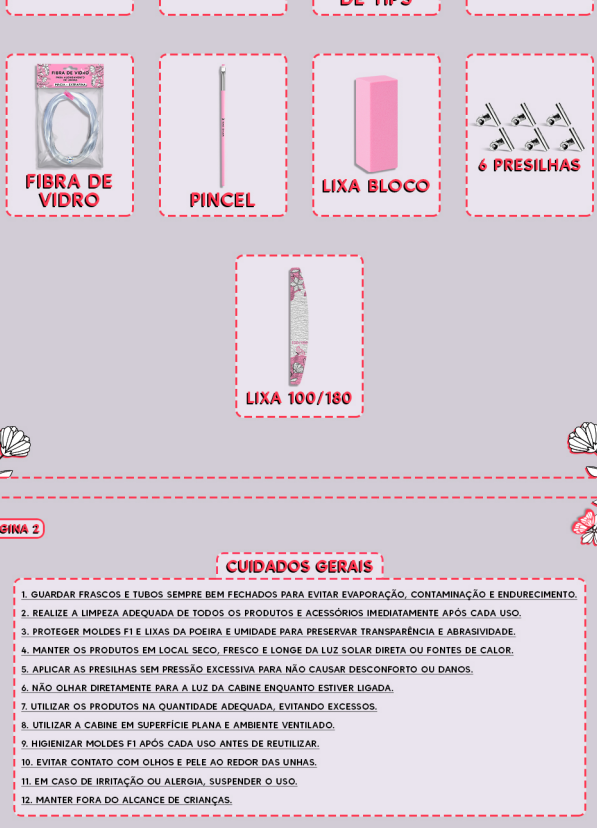 DE TIPS
FIBRA DE VIDRO
FIBRA DE
VIDRO
PINCEL
LIXA BLOCO
6 PRESILHAS
LIXA 100/180
GINA 2
CUIDADOS GERAIS
1. GUARDAR FRASCOS E TUBOS SEMPRE BEM FECHADOS PARA EVITAR EVAPORAÇÃO, CONTAMINAÇÃO E ENDURECIMENTO.
2. REALIZE A LIMPEZA ADEQUADA DE TODOS OS PRODUTOS E ACESSÓRIOS IMEDIATAMENTE APÓS CADA USO.
3. PROTEGER MOLDES F1 E LIXAS DA POEIRA E UMIDADE PARA PRESERVAR TRANSPARÊNCIA E ABRASIVIDADE.
4. MANTER OS PRODUTOS EM LOCAL SECO, FRESCO E LONGE DA LUZ SOLAR DIRETA OU FONTES DE CALOR.
5. APLICAR AS PRESILHAS SEM PRESSÃO EXCESSIVA PARA NÃO CAUSAR DESCONFORTO OU DANOS.
6. NÃO OLHAR DIRETAMENTE PARA A LUZ DA CABINE ENQUANTO ESTIVER LIGADA.
7. UTILIZAR OS PRODUTOS NA QUANTIDADE ADEQUADA, EVITANDO EXCESSOS.
8. UTILIZAR A CABINE EM SUPERFÍCIE PLANA E AMBIENTE VENTILADO.
9. HIGIENIZAR MOLDES F1 APÓS CADA USO ANTES DE REUTILIZAR.
10. EVITAR CONTATO COM OLHOS E PELE AO REDOR DAS UNHAS.
11. EM CASO DE IRRITAÇÃO OU ALERGIA, SUSPENDER O USO.
12. MANTER FORA DO ALCANCE DE CRIANÇAS.